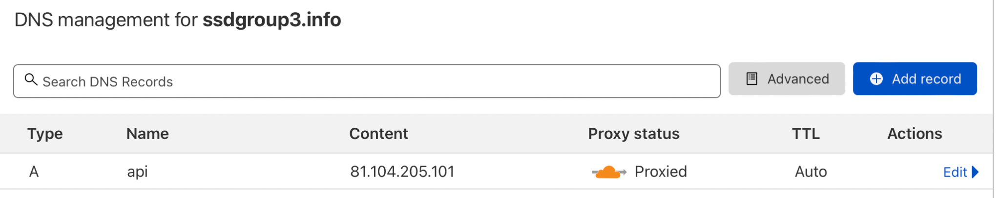 DNS management for ssdgroup3.info
Search DNS Records
Advanced
Add record
Type Name Content Proxy status TTL Actions
A api 81.104.205.101 Proxied Auto Edit